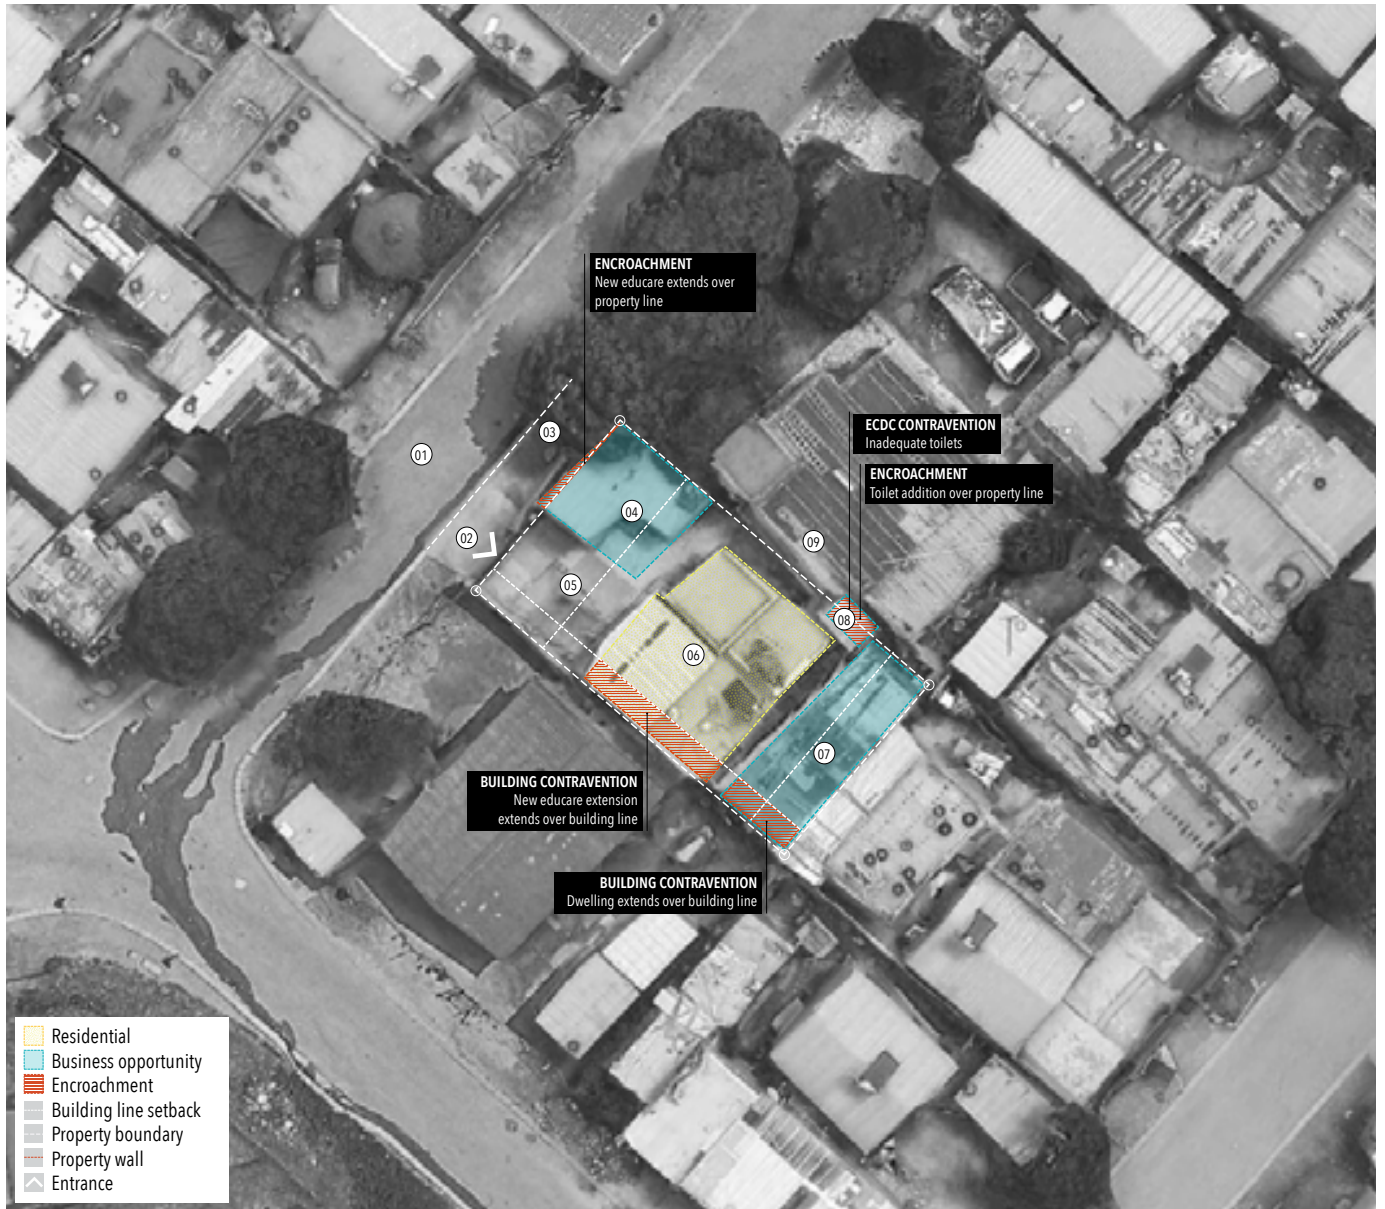 ENCROACHMENT
New educare extends over
property line
ECDC CONTRAVENTION
Inadequate toilets
ENCROACHMENT
Toilet addition over property line
03
01
04
02
09
05
08
06
07
BUILDING CONTRAVENTION
New educare extension
extends over building line
BUILDING CONTRAVENTION
Dwelling extends over building line
Residential
Business opportunity
Encroachment
Building line setback
Property boundary
Property wall
Entrance